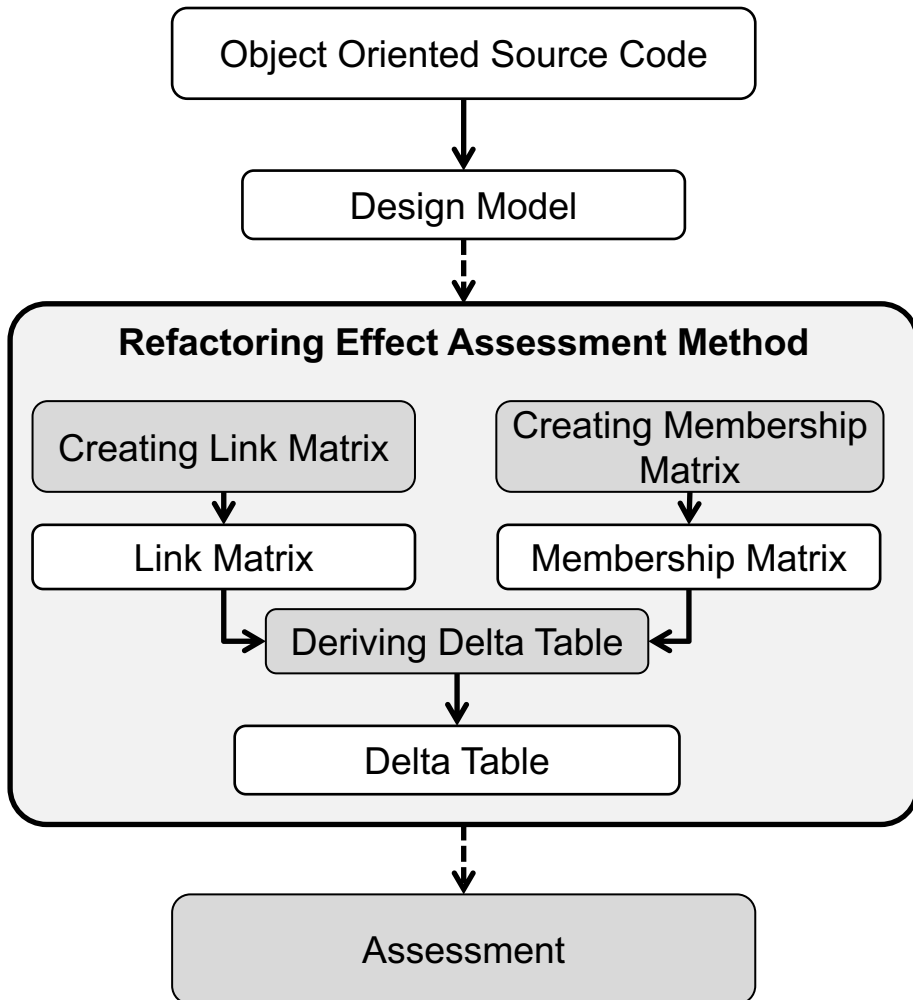 Object Oriented Source Code
Design Model
Refactoring Effect Assessment Method
Creating Link Matrix
Creating Membership
Matrix
Link Matrix
Membership Matrix
Deriving Delta Table
Delta Table
Assessment